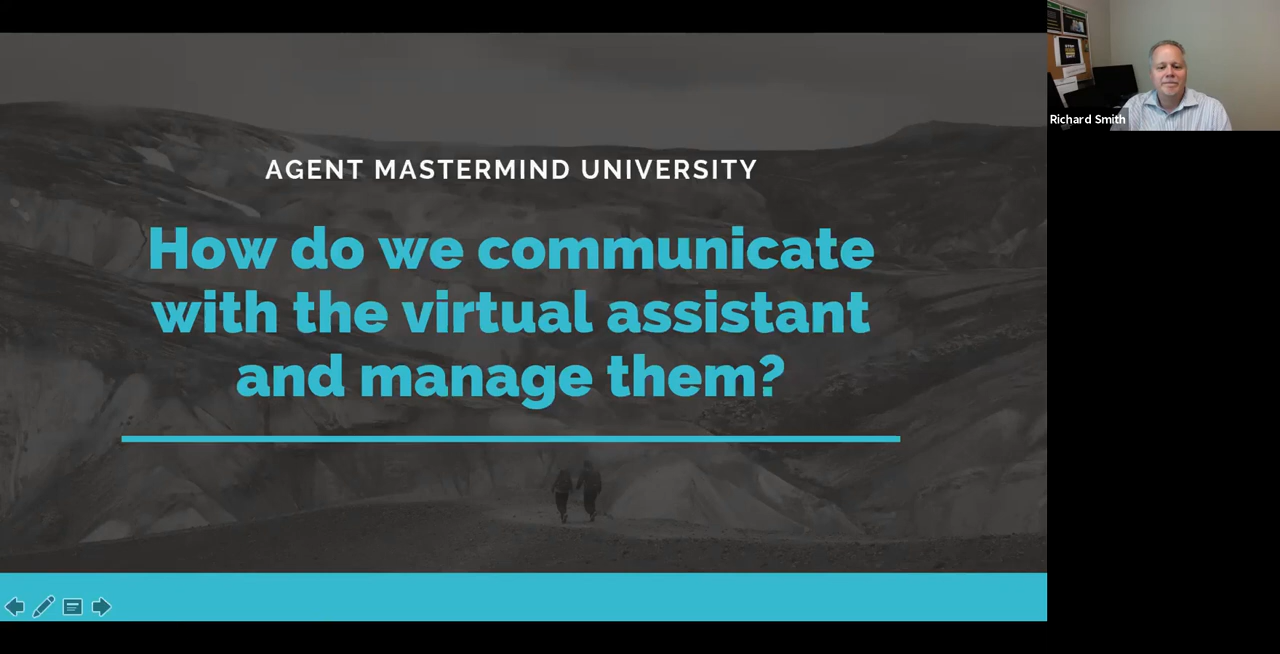 AGENT MASTERMIND UNIVERSITY
How do we communicate
with the virtual assistant
and manage them?
Richard Smith